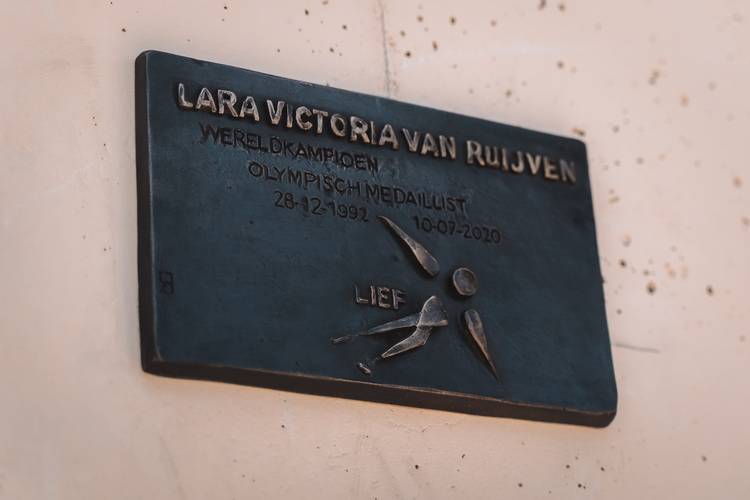 LARA VICTORIA VAN RUIJVEN
WERELDKAMPIOEN
OLYMPISCH MEDAILLIST
28-12-1992 10-07-2020
LIEF